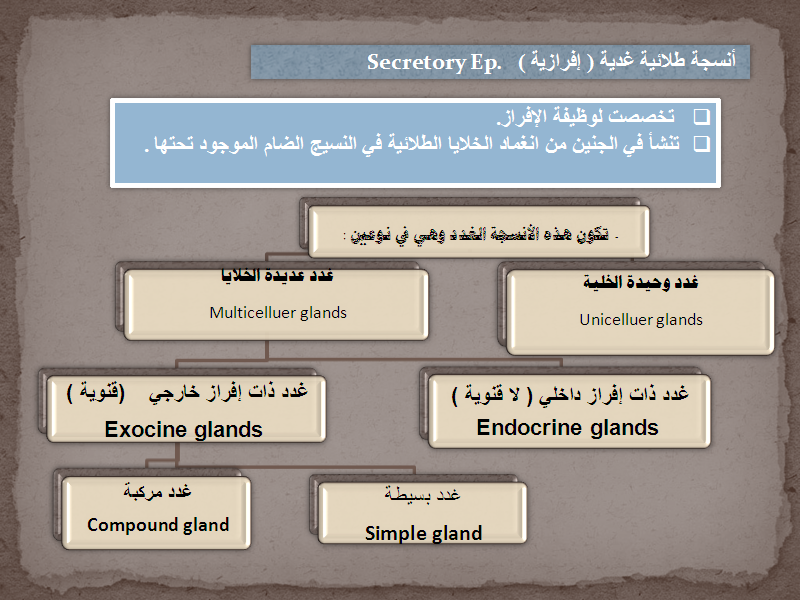 أنسجة طلائية غدية ( إفرازية ) Secretory Ep.
❑ تخصصت لوظيفة الإفراز.
❑ تنشأ في الجنين من انغماد الخلايا الطلائية في النسيج الضام الموجود تحتها .
- تكون هذه الأنسجة الغدد وهي في نوعين :
غدد وحيدة الخلية
Unicelluer glands
غدد عديدة الخلايا
Multicelluer glands
غدد ذات إفراز داخلي ( لا قنوية )
Endocrine glands
غدد ذات إفراز خارجي (قنوية )
Exocine glands
غدد بسيطة
Simple gland
غدد مركبة
Compound gland